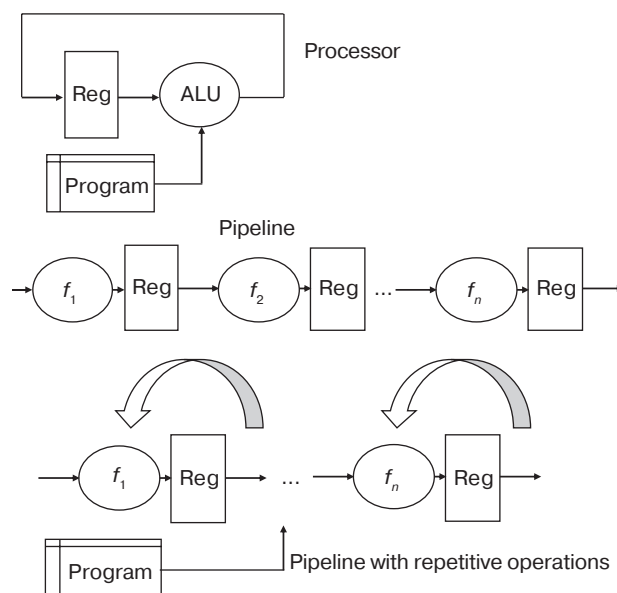 Processor
Reg
ALU
Program
Pipeline
f1
Reg
f2
Reg
...
fn
Reg
f1
Reg
...
fn
Reg
Program
Pipeline with repetitive operations